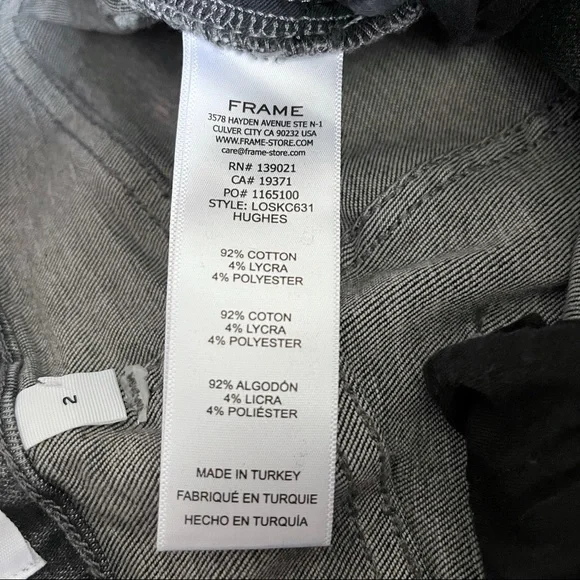 FRAME
3578 HAYDEN AVENUE STE N-1
CULVER CITY CA 90232 USA
WWW.FRAME-STORE.COM
care@frame-store.com
RN# 139021
CA# 19371
PO# 1165100
STYLE: LOSKC631
HUGHES
92% COTTON
4% LYCRA
4% POLYESTER
92% COTON
4% LYCRA
4% POLYESTER
92% ALGODÓN
4% LICRA
4% POLIÉSTER
MADE IN TURKEY
FABRIQUÉ EN TURQUIE
HECHO EN TURQUÍA
2